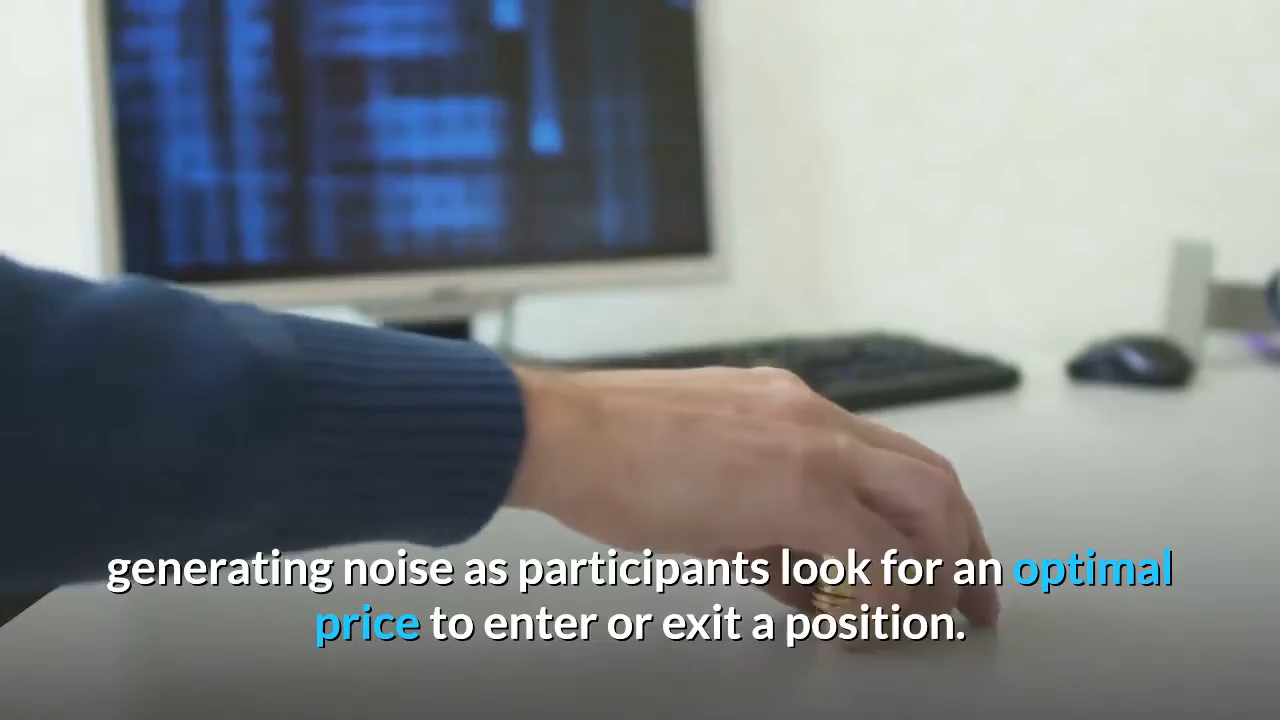 generating noise as participants look for an optimal
price to enter or exit a position.